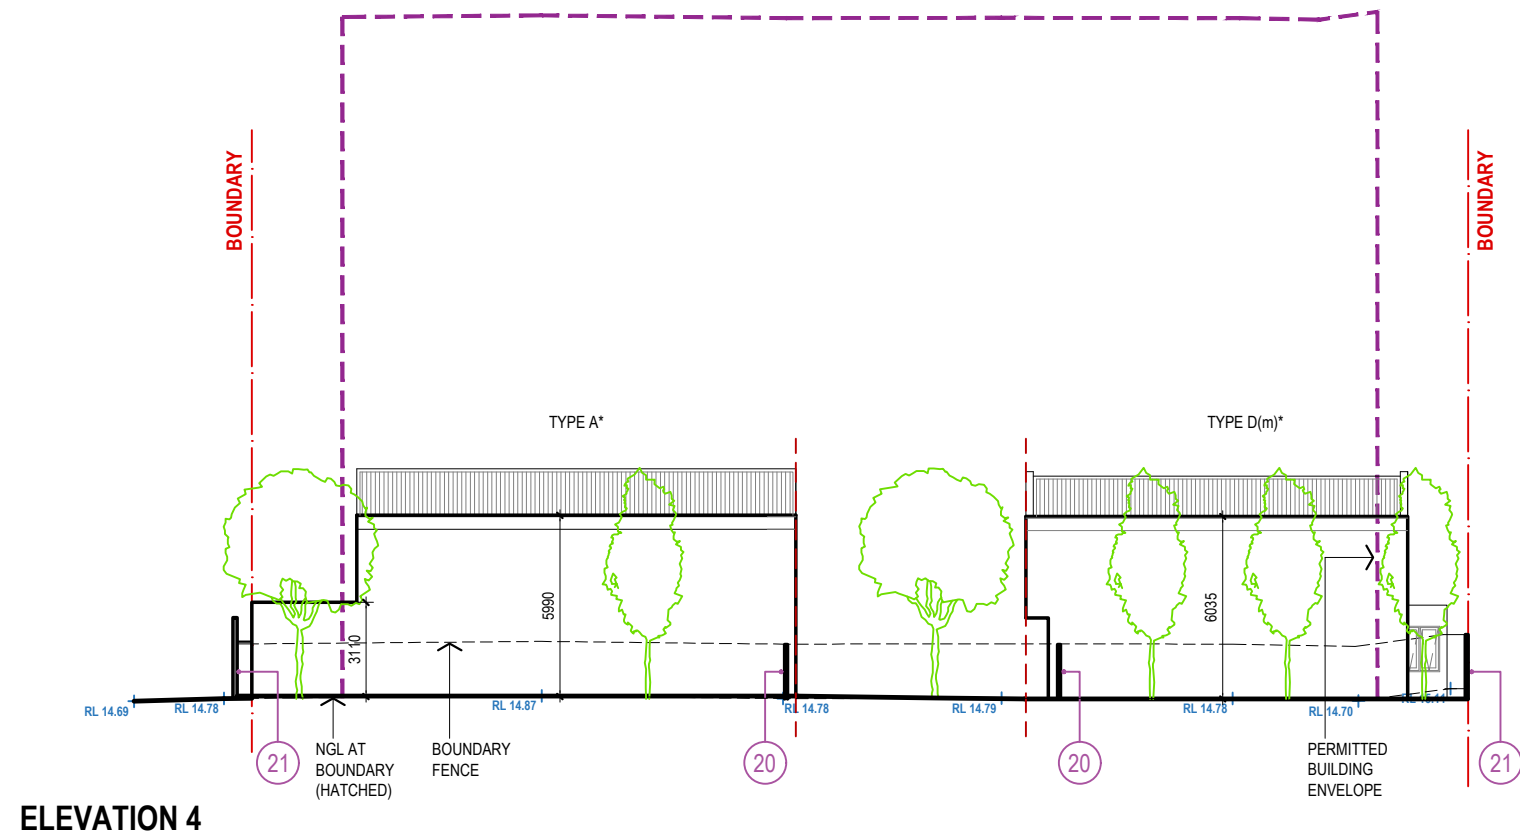 BOUNDARY
BOUNDARY
TYPE A*
TYPE D(m)*
5990
6035
3110
RL 14.69
RL 14.78
RL 14.87
RL 14.78
RL 14.79
RL 14.78
RL 14.70
21
NGL AT
BOUNDARY
(HATCHED)
BOUNDARY
FENCE
20
20
PERMITTED
BUILDING
ENVELOPE
21
ELEVATION 4